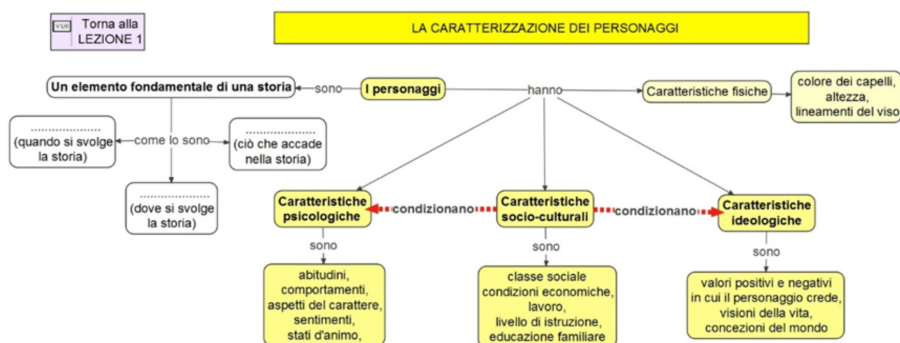 VUE
Torna alla
LEZIONE 1
LA CARATTERIZZAZIONE DEI PERSONAGGI
Un elemento fondamentale di una storia
sono
I personaggi
hanno
Caratteristiche fisiche
colore dei capelli,
altezza,
lineamenti del viso
.....................
(quando si svolge
la storia)
come lo sono
.....................
(ciò che accade
nella storia)
.....................
(dove si svolge
la storia)
Caratteristiche
psicologiche
condizionano
Caratteristiche
socio-culturali
condizionano
Caratteristiche
ideologiche
sono
sono
sono
abitudini,
comportamenti,
aspetti del carattere,
sentimenti,
stati d'animo,
classe sociale
condizioni economiche,
lavoro,
livello di istruzione,
educazione familiare
valori positivi e negativi
in cui il personaggio crede,
visioni della vita,
concezioni del mondo